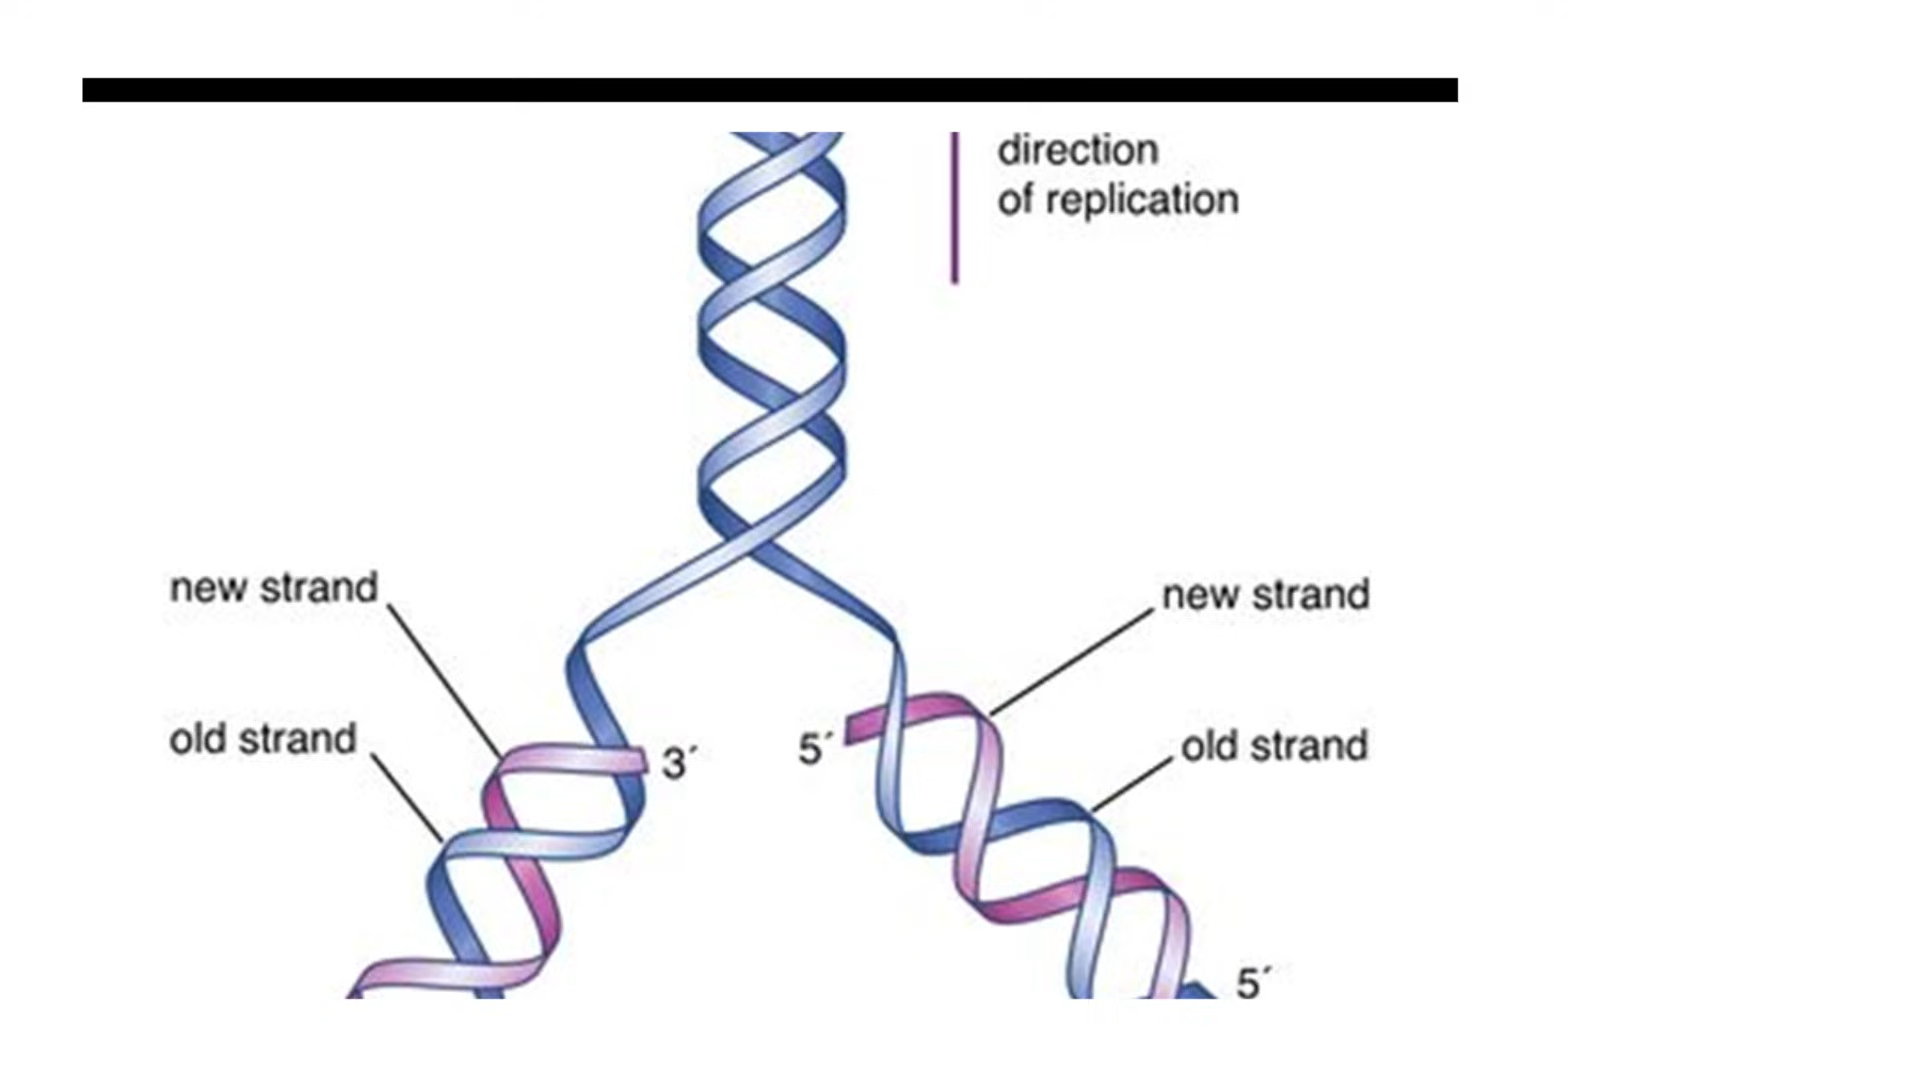 direction
of replication
new strand
new strand
old strand
old strand
3´
5´
5´